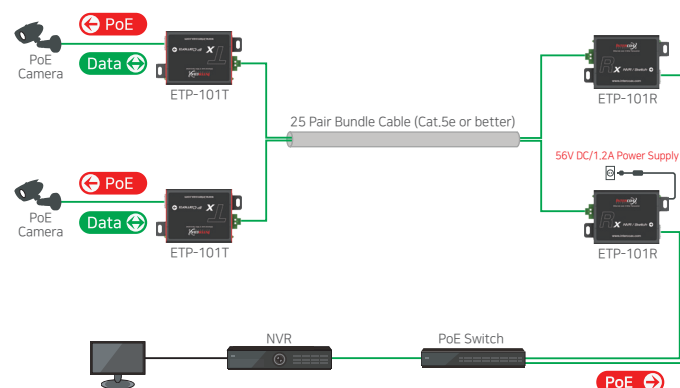 PoE
PoE
Camera
Data
ETP-101T
25 Pair Bundle Cable (Cat.5e or better)
ETP-101R
56V DC/1.2A Power Supply
PoE
PoE
Camera
Data
ETP-101T
ETP-101R
NVR
PoE Switch
PoE